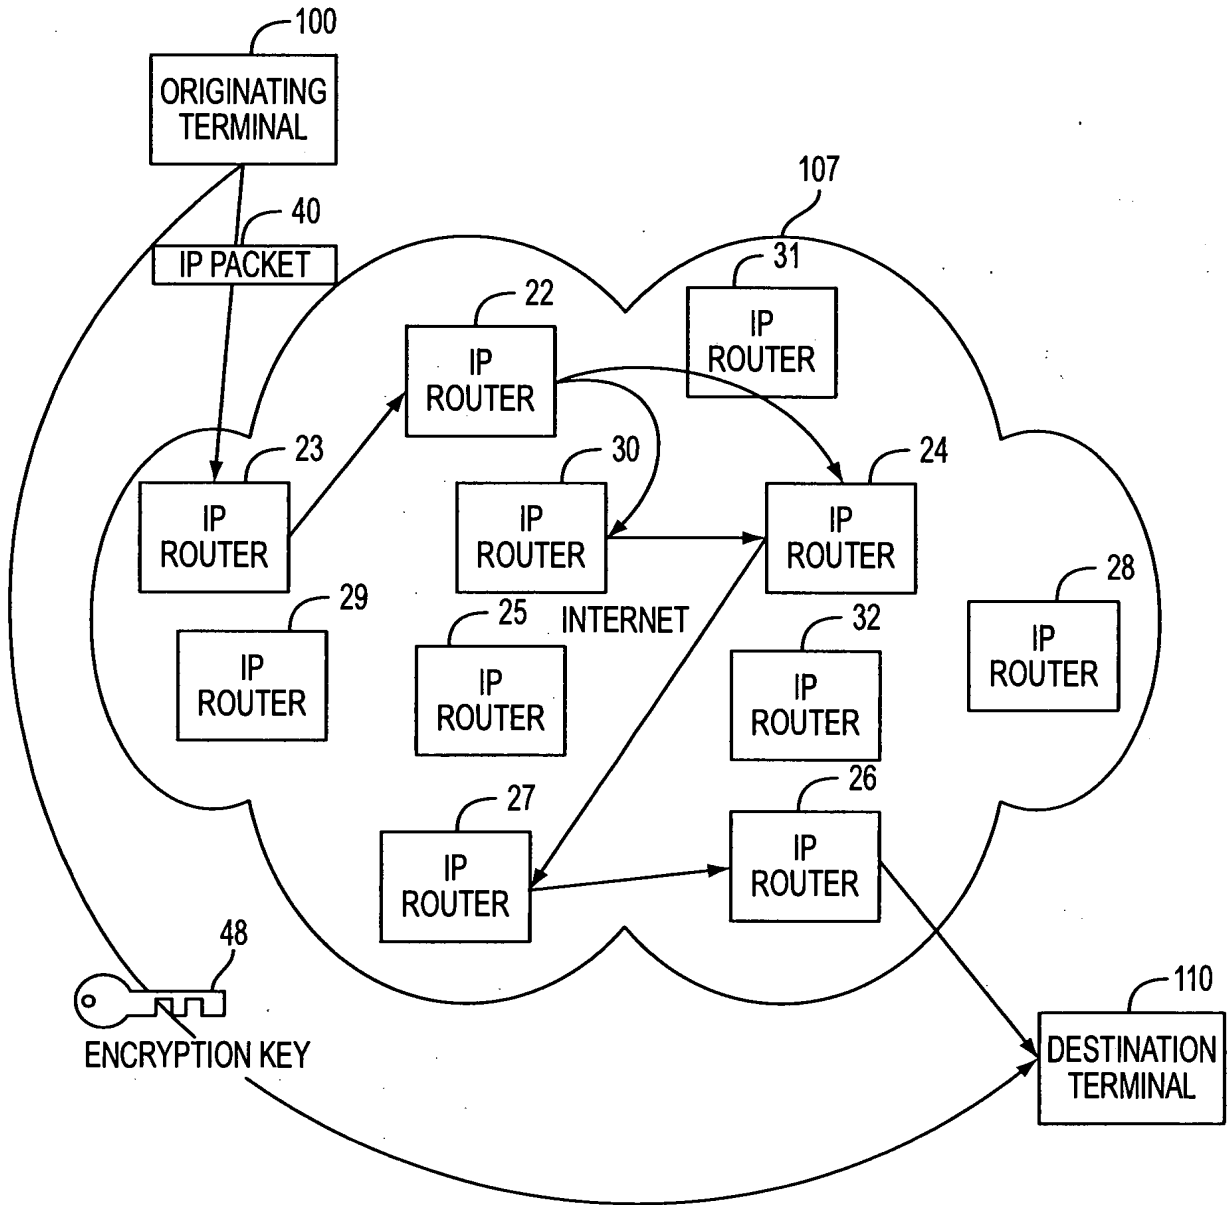 100
ORIGINATING
TERMINAL
107
40
IP PACKET
31
IP
ROUTER
22
IP
ROUTER
23
IP
ROUTER
30
IP
ROUTER
24
IP
ROUTER
28
IP
ROUTER
29
IP
ROUTER
25
IP
ROUTER
INTERNET
32
IP
ROUTER
27
IP
ROUTER
26
IP
ROUTER
48
ENCRYPTION KEY
110
DESTINATION
TERMINAL